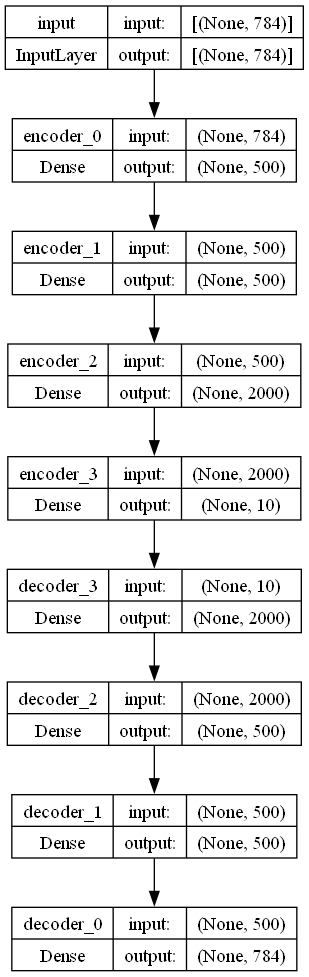 input input: [(None, 784)]
InputLayer output: [(None, 784)]
encoder_0 input: (None, 784)
Dense output: (None, 500)
encoder_1 input: (None, 500)
Dense output: (None, 500)
encoder_2 input: (None, 500)
Dense output: (None, 2000)
encoder_3 input: (None, 2000)
Dense output: (None, 10)
decoder_3 input: (None, 10)
Dense output: (None, 2000)
decoder_2 input: (None, 2000)
Dense output: (None, 500)
decoder_1 input: (None, 500)
Dense output: (None, 500)
decoder_0 input: (None, 500)
Dense output: (None, 784)